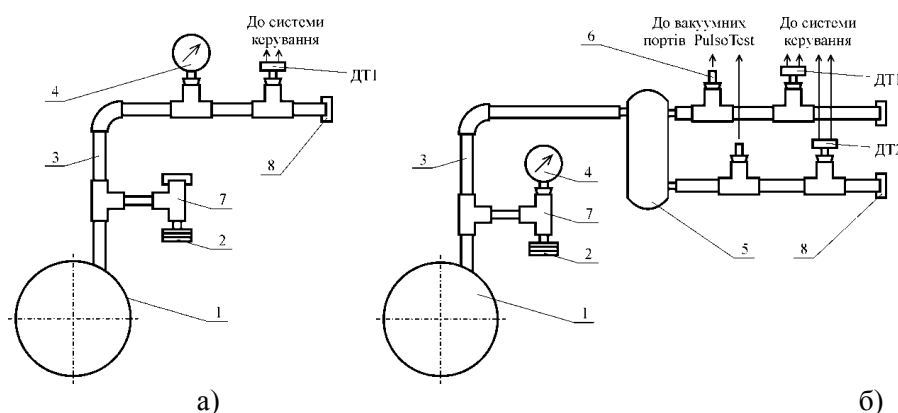 До системи
керування
4
ДТ1
3
8
7
2
1
а)
До вакуумних
портів PulsoTest
До системи
керування
6
ДТ1
3
4
ДТ2
7
2
5
8
1
б)